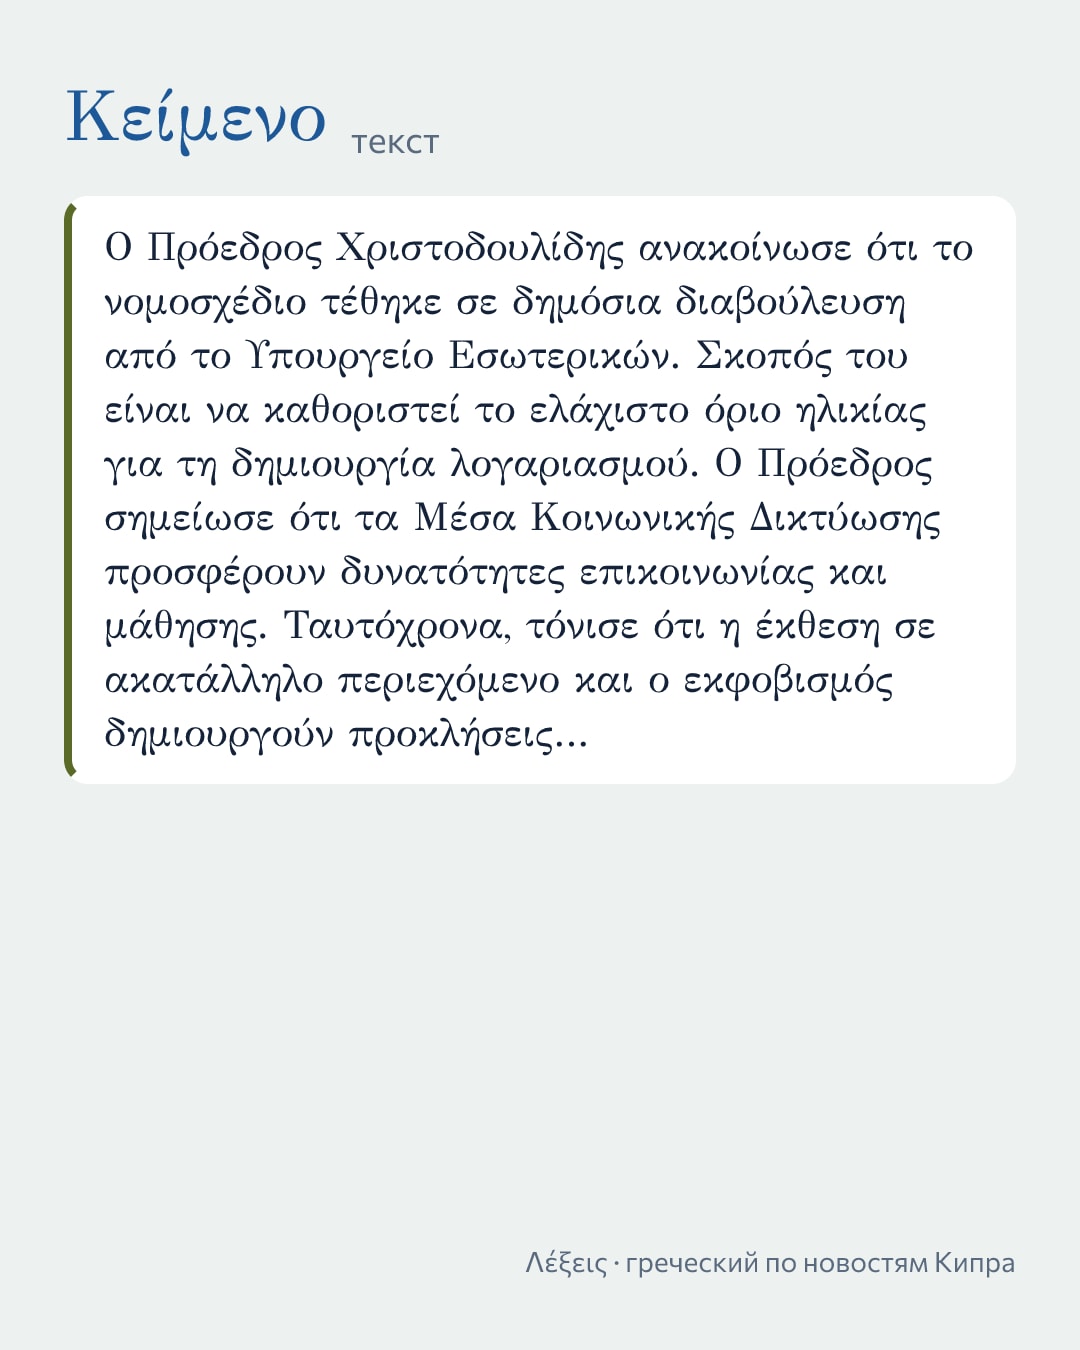 Κείμενο текст
Ο Πρόεδρος Χριστοδουλίδης ανακοίνωσε ότι το
νομοσχέδιο τέθηκε σε δημόσια διαβούλευση
από το Υπουργείο Εσωτερικών. Σκοπός του
είναι να καθοριστεί το ελάχιστο όριο ηλικίας
για τη δημιουργία λογαριασμού. Ο Πρόεδρος
σημείωσε ότι τα Μέσα Κοινωνικής Δικτύωσης
προσφέρουν δυνατότητες επικοινωνίας και
μάθησης. Ταυτόχρονα, τόνισε ότι η έκθεση σε
ακατάλληλο περιεχόμενο και ο εκφοβισμός
δημιουργούν προκλήσεις...
Λέξεις · греческий по новостям Кипра